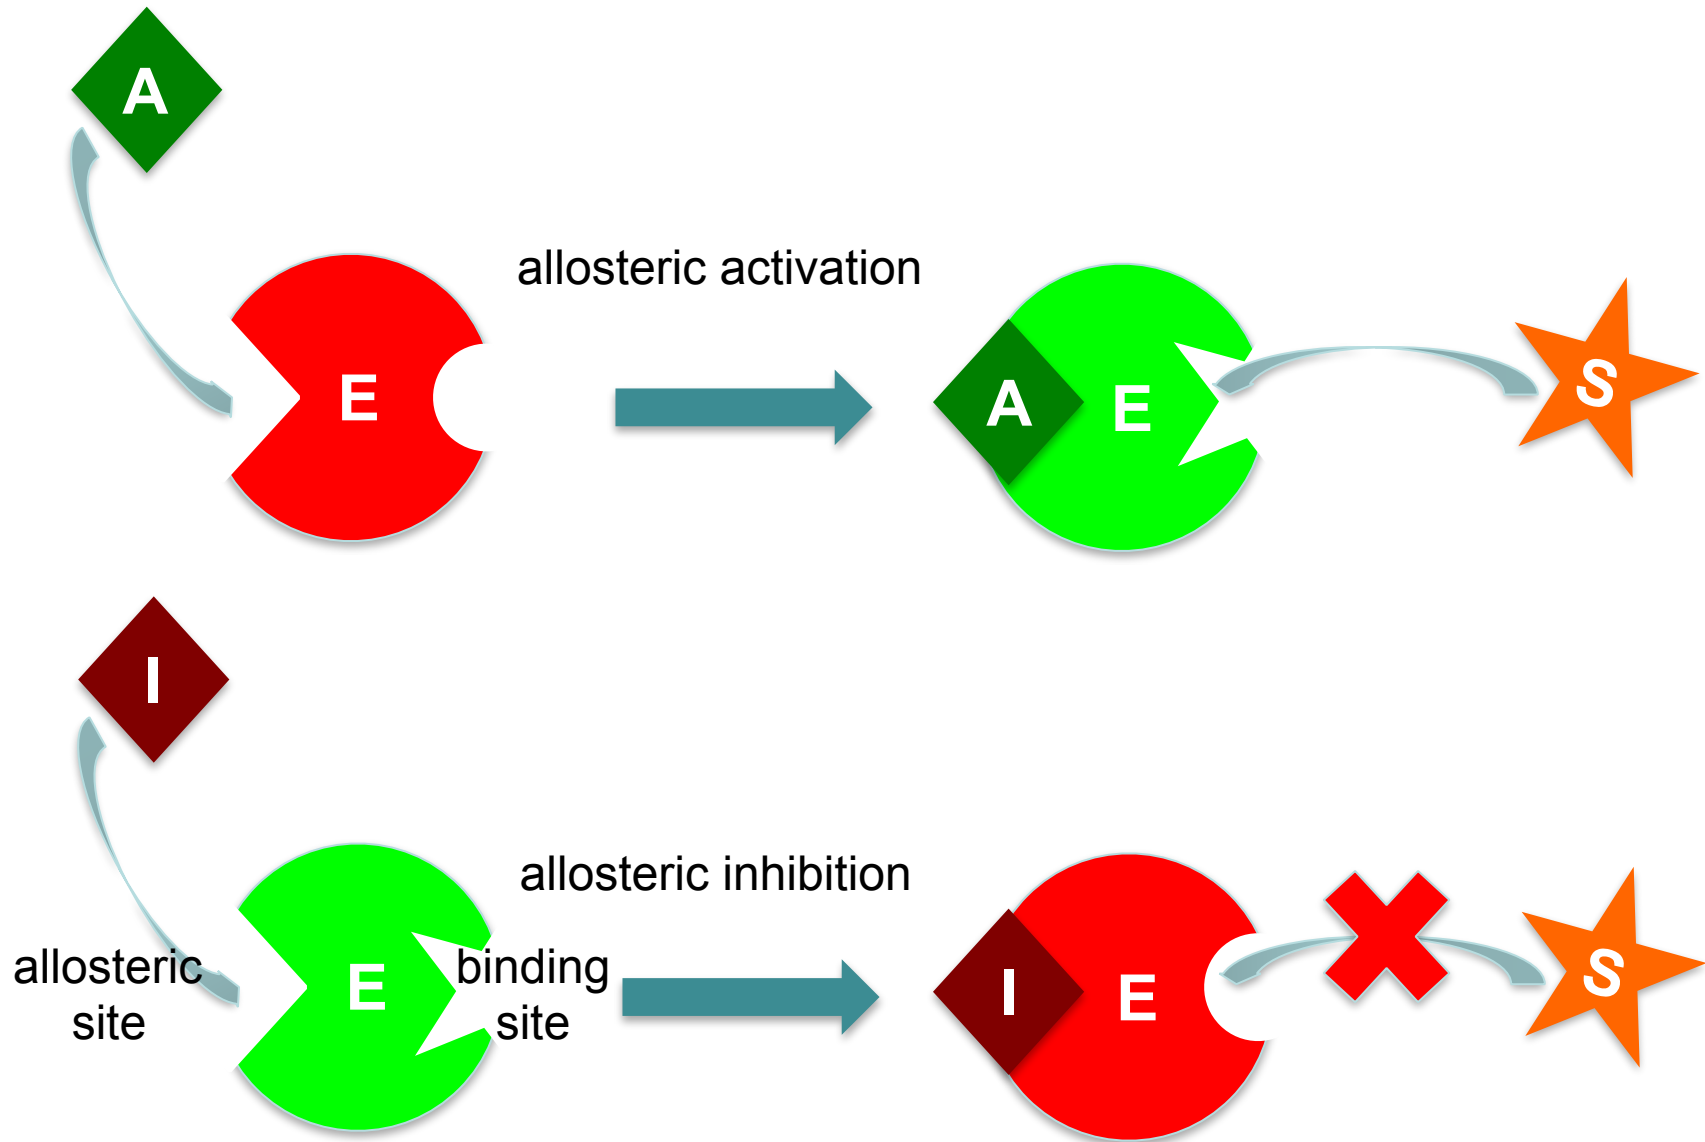 A
allosteric activation
E
A
E
S
I
allosteric inhibition
allosteric
site
E
binding
site
I
E
S